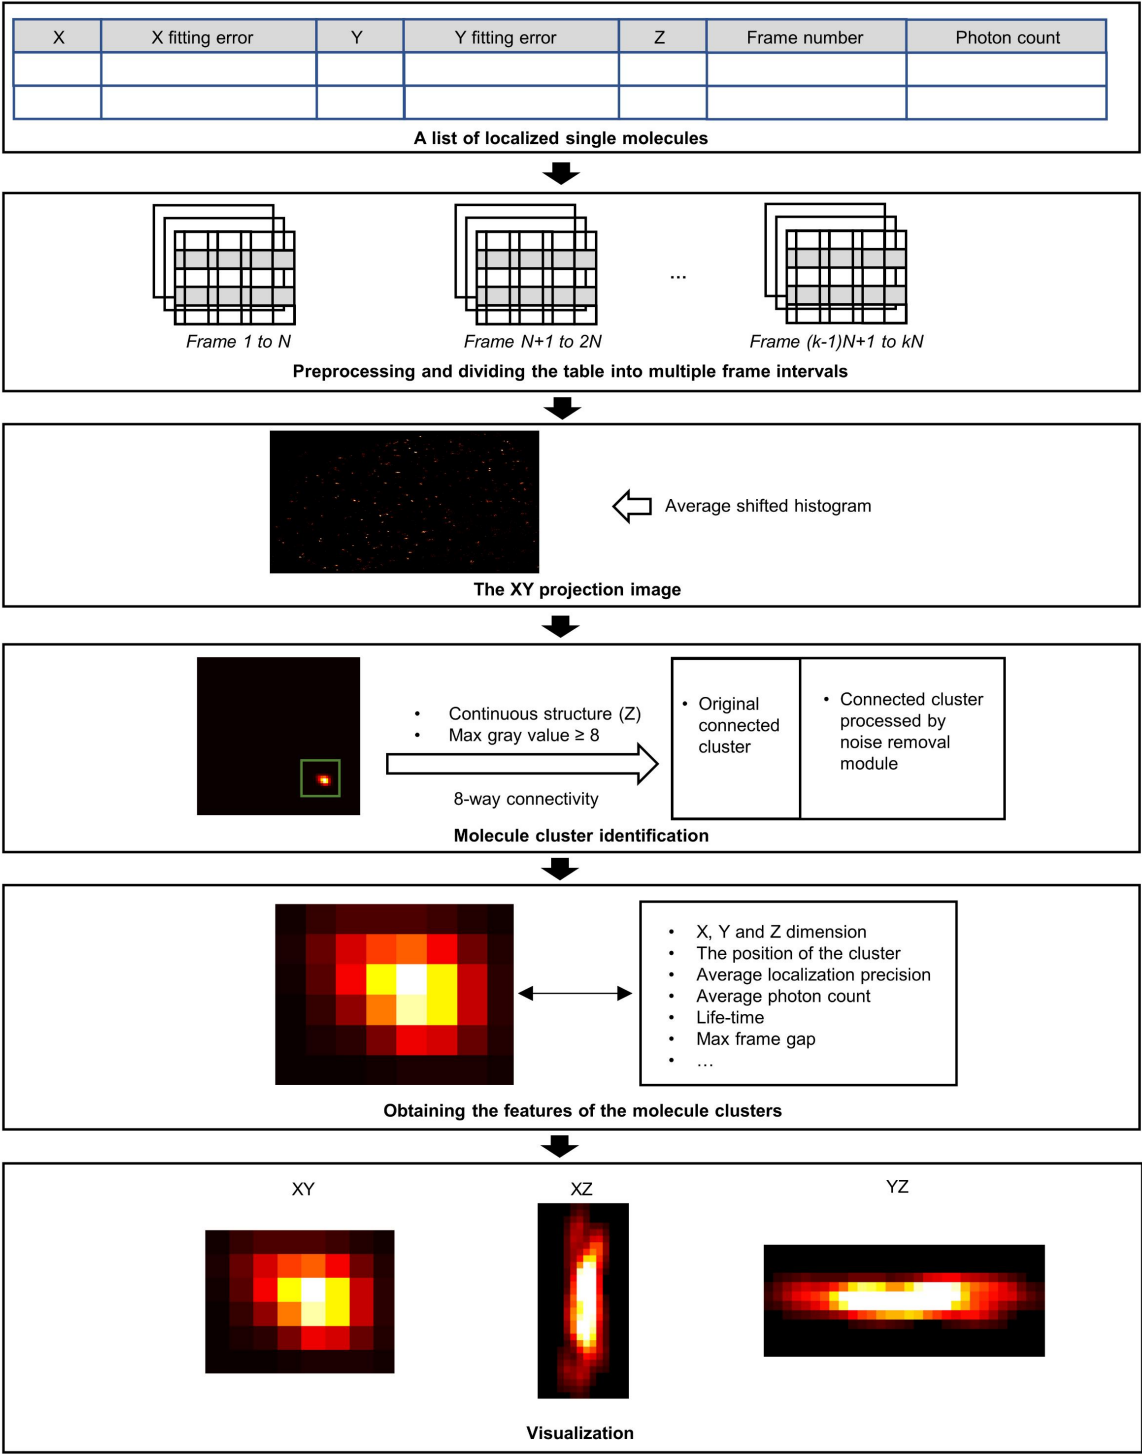 X X fitting error Y Y fitting error Z Frame number Photon count
A list of localized single molecules
...
Frame 1 to N Frame N+1 to 2N Frame (k-1)N+1 to kN
Preprocessing and dividing the table into multiple frame intervals
Average shifted histogram
The XY projection image
• Continuous structure (Z)
• Max gray value ≥ 8
8-way connectivity
• Original
connected
cluster
• Connected cluster
processed by
noise removal
module
Molecule cluster identification
• X, Y and Z dimension
• The position of the cluster
• Average localization precision
• Average photon count
• Life-time
• Max frame gap
• …
Obtaining the features of the molecule clusters
XY XZ YZ
Visualization